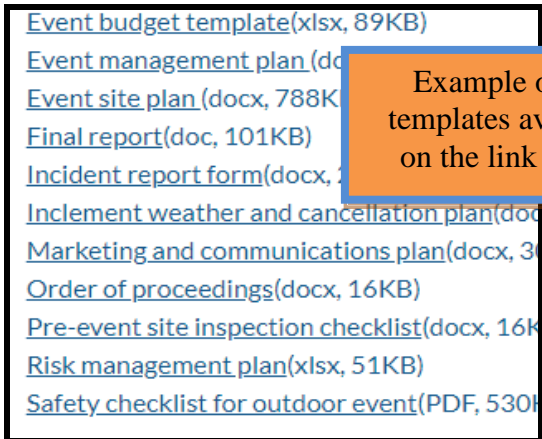 Event budget template(xlsx, 89KB)
Event management plan (do
Event site plan (docx, 788K
Final report(doc, 101KB)
Incident report form(docx,
Inclement weather and cancellation plan(doc
Marketing and communications plan(docx, 30
Order of proceedings(docx, 16KB)
Pre-event site inspection checklist(docx, 16K
Risk management plan(xlsx, 51KB)
Safety checklist for outdoor event(PDF, 530K
Example o
templates av
on the link